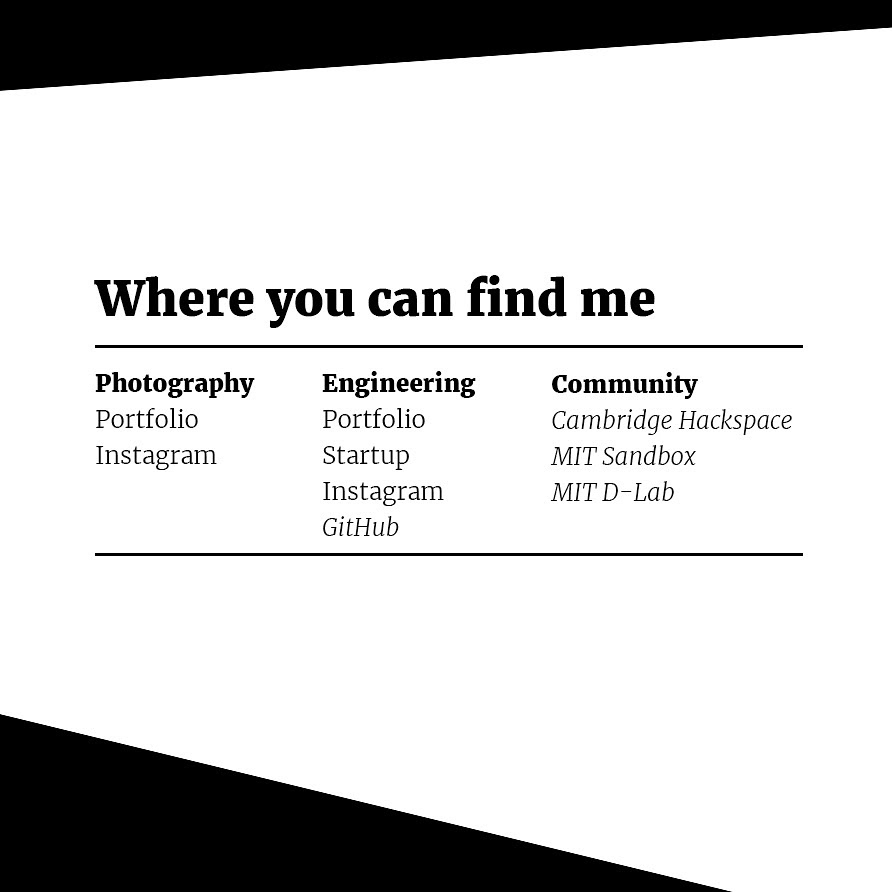 Where you can find me
Photography
Portfolio
Instagram
Engineering
Portfolio
Startup
Instagram
GitHub
Community
Cambridge Hackspace
MIT Sandbox
MIT D-Lab